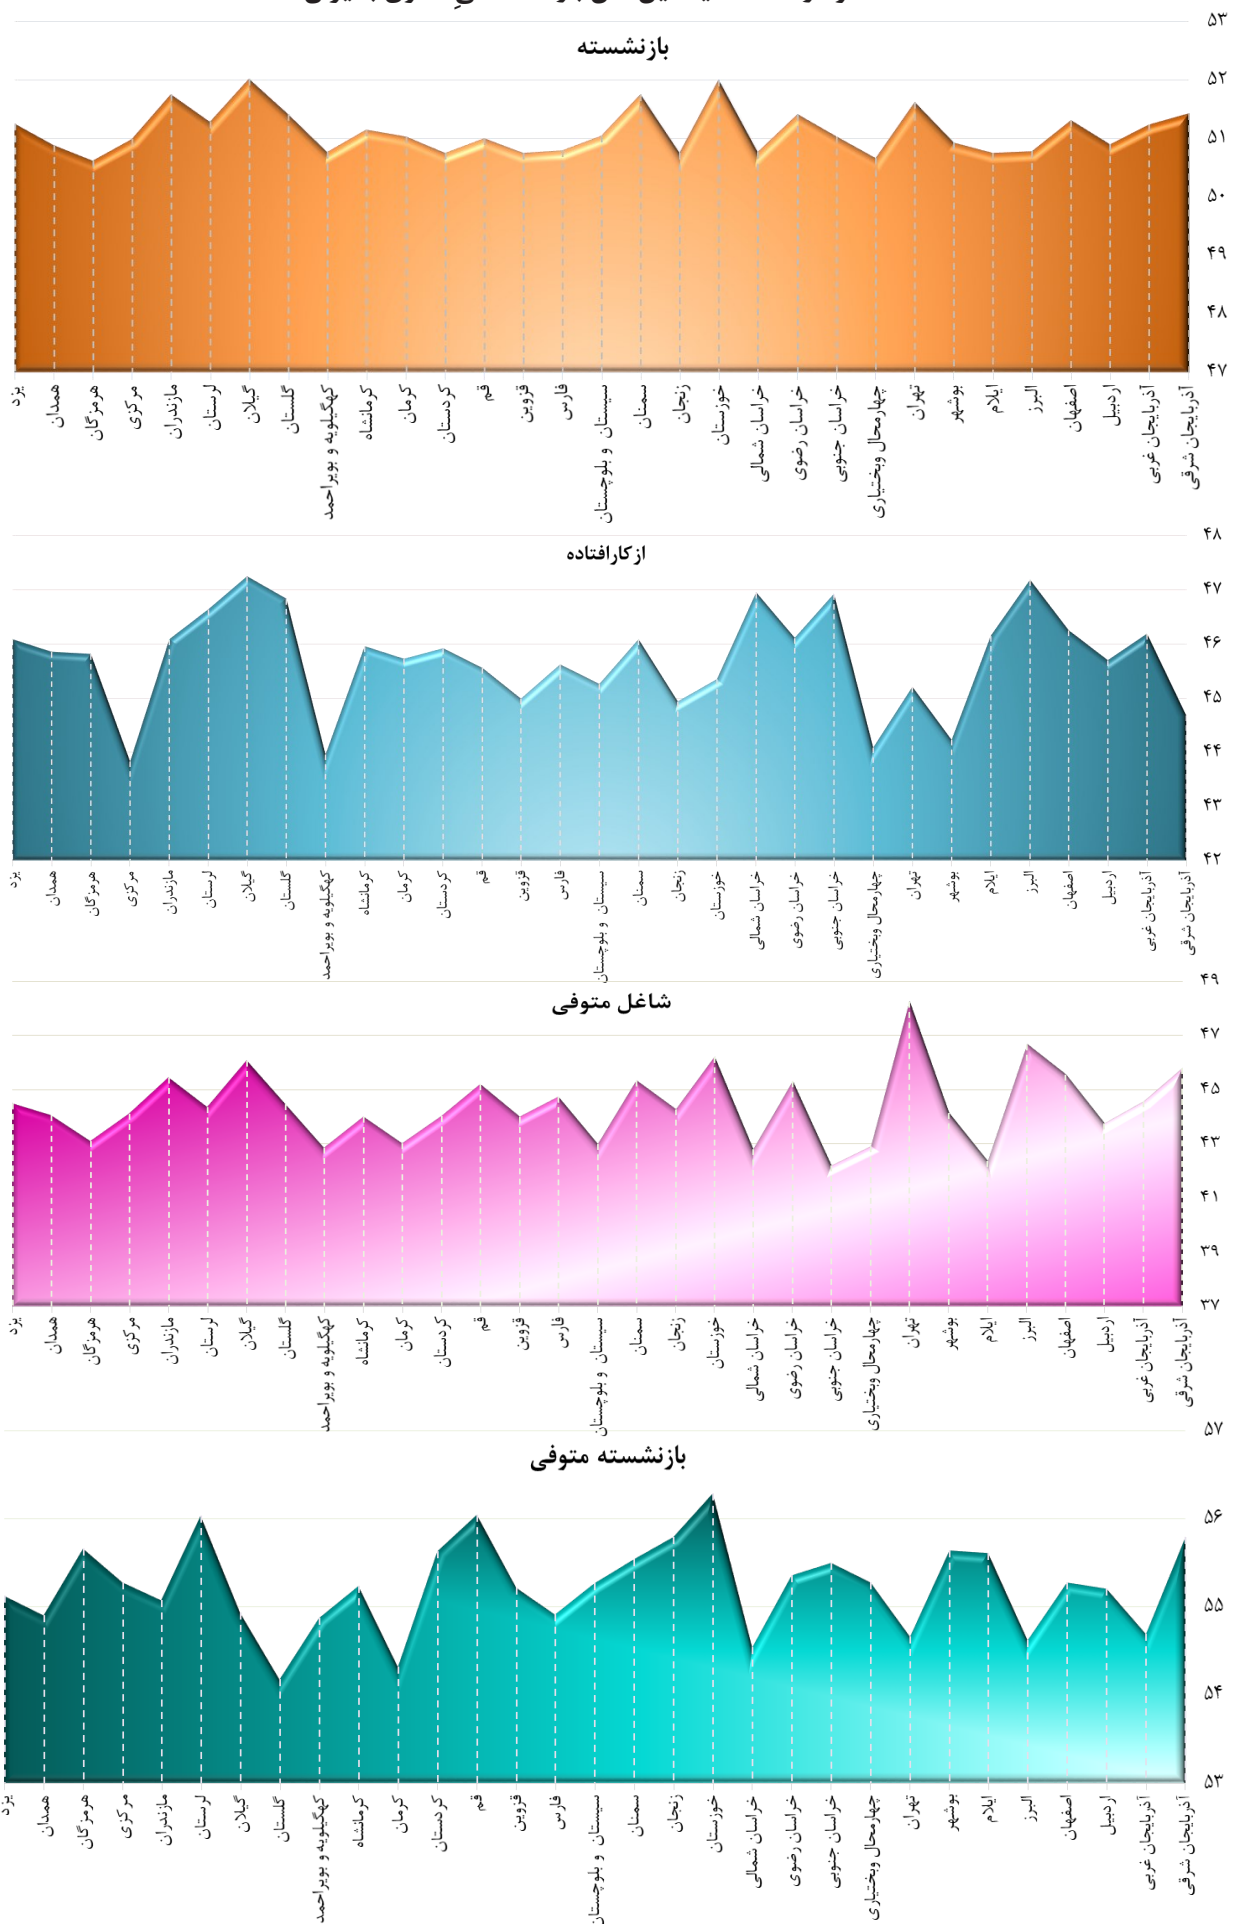 بازنشسته
۵۳
۵۲
۵۱
۵۰
۴۹
۴۸
۴۷
آذربایجان شرقی
آذربایجان غربی
اردبیل
اصفهان
البرز
ایلام
بوشهر
تهران
چهارمحال وبختیاری
خراسان جنوبی
خراسان رضوی
خراسان شمالی
خوزستان
زنجان
سمنان
سیستان و بلوچستان
فارس
قزوین
قم
کردستان
کرمان
کرمانشاه
کهگیلویه و بویراحمد
گلستان
گیلان
لرستان
مازندران
مرکزی
هرمزگان
همدان
یزد
ازکارافتاده
۴۸
۴۷
۴۶
۴۵
۴۴
۴۳
۴۲
آذربایجان شرقی
آذربایجان غربی
اردبیل
اصفهان
البرز
ایلام
بوشهر
تهران
چهارمحال وبختیاری
خراسان جنوبی
خراسان رضوی
خراسان شمالی
خوزستان
زنجان
سمنان
سیستان و بلوچستان
فارس
قزوین
قم
کردستان
کرمان
کرمانشاه
کهگیلویه و بویراحمد
گلستان
گیلان
لرستان
مازندران
مرکزی
هرمزگان
همدان
یزد
شاغل متوفی
۴۹
۴۷
۴۵
۴۳
۴۱
۳۹
۳۷
آذربایجان شرقی
آذربایجان غربی
اردبیل
اصفهان
البرز
ایلام
بوشهر
تهران
چهارمحال وبختیاری
خراسان جنوبی
خراسان رضوی
خراسان شمالی
خوزستان
زنجان
سمنان
سیستان و بلوچستان
فارس
قزوین
قم
کردستان
کرمان
کرمانشاه
کهگیلویه و بویراحمد
گلستان
گیلان
لرستان
مازندران
مرکزی
هرمزگان
همدان
یزد
بازنشسته متوفی
۵۷
۵۶
۵۵
۵۴
۵۳
آذربایجان شرقی
آذربایجان غربی
اردبیل
اصفهان
البرز
ایلام
بوشهر
تهران
چهارمحال وبختیاری
خراسان جنوبی
خراسان رضوی
خراسان شمالی
خوزستان
زنجان
سمنان
سیستان و بلوچستان
فارس
قزوین
قم
کردستان
کرمان
کرمانشاه
کهگیلویه و بویراحمد
گلستان
گیلان
لرستان
مازندران
مرکزی
هرمزگان
همدان
یزد